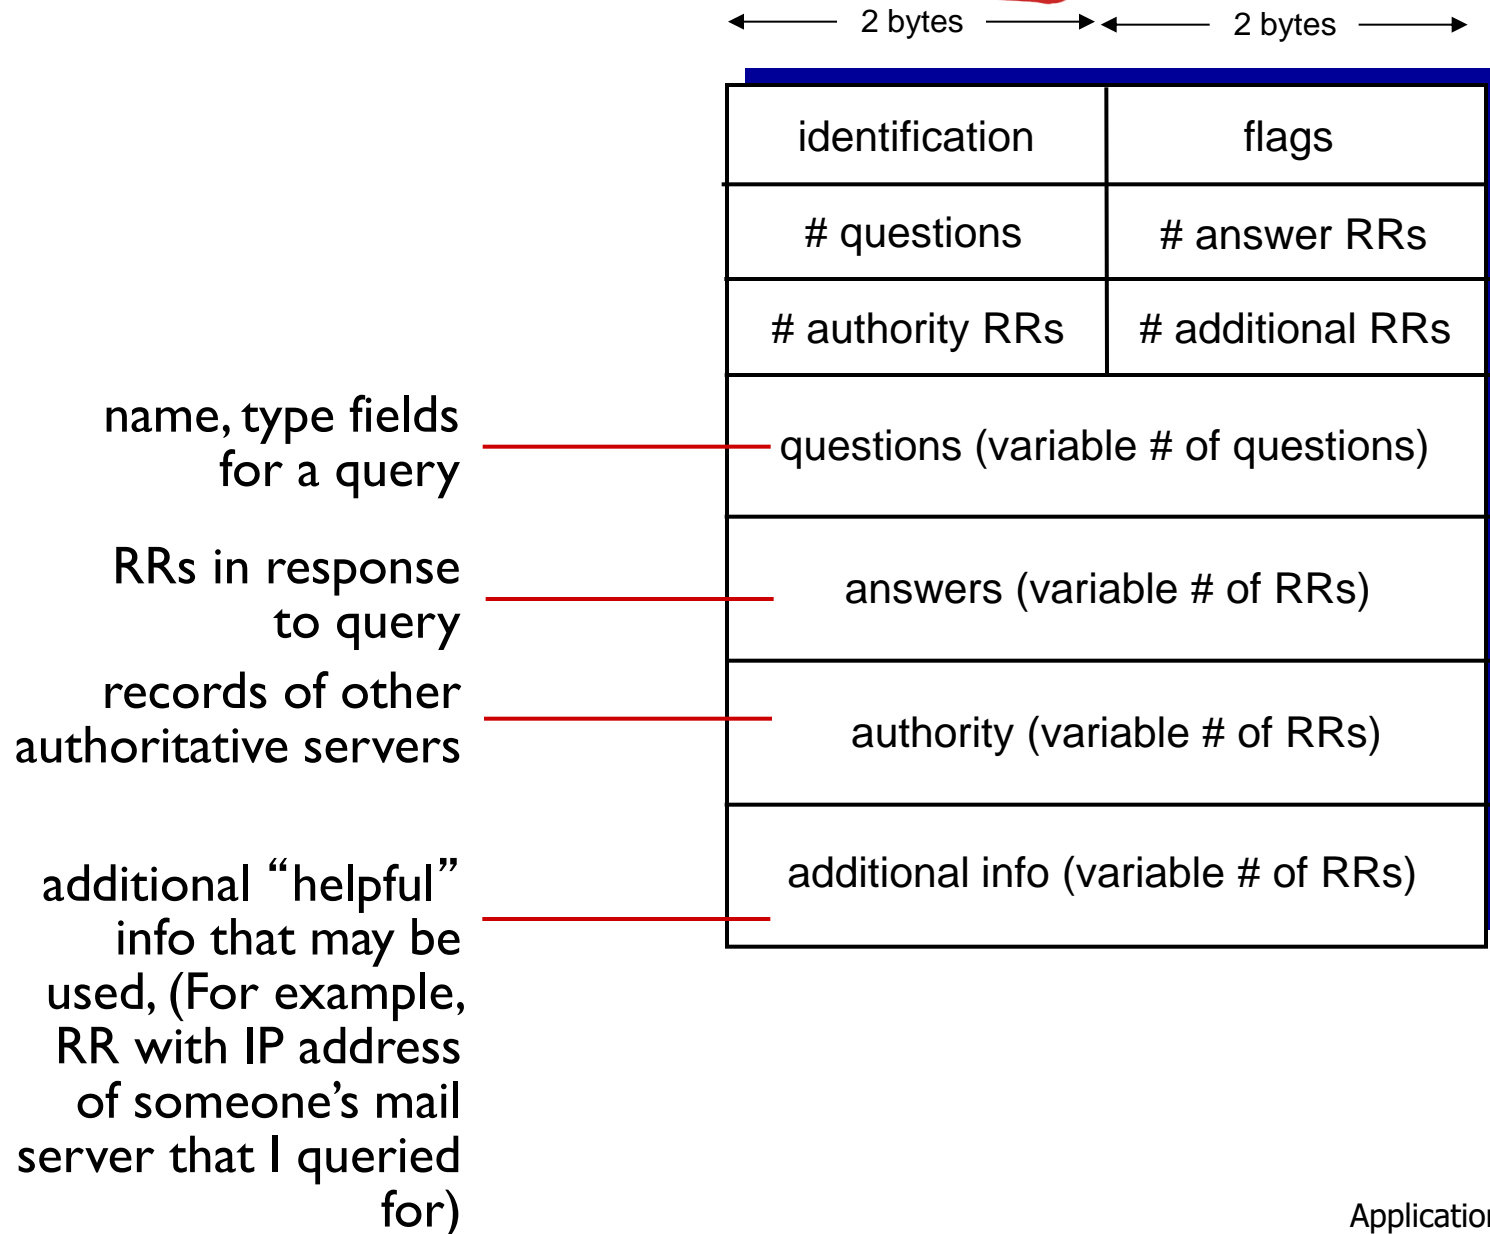 2 bytes 2 bytes
identification flags
# questions # answer RRs
# authority RRs # additional RRs
name, type fields
for a query
questions (variable # of questions)
RRs in response
to query
answers (variable # of RRs)
records of other
authoritative servers
authority (variable # of RRs)
additional “helpful”
info that may be
used, (For example,
RR with IP address
of someone’s mail
server that I queried
for)
additional info (variable # of RRs)
Application